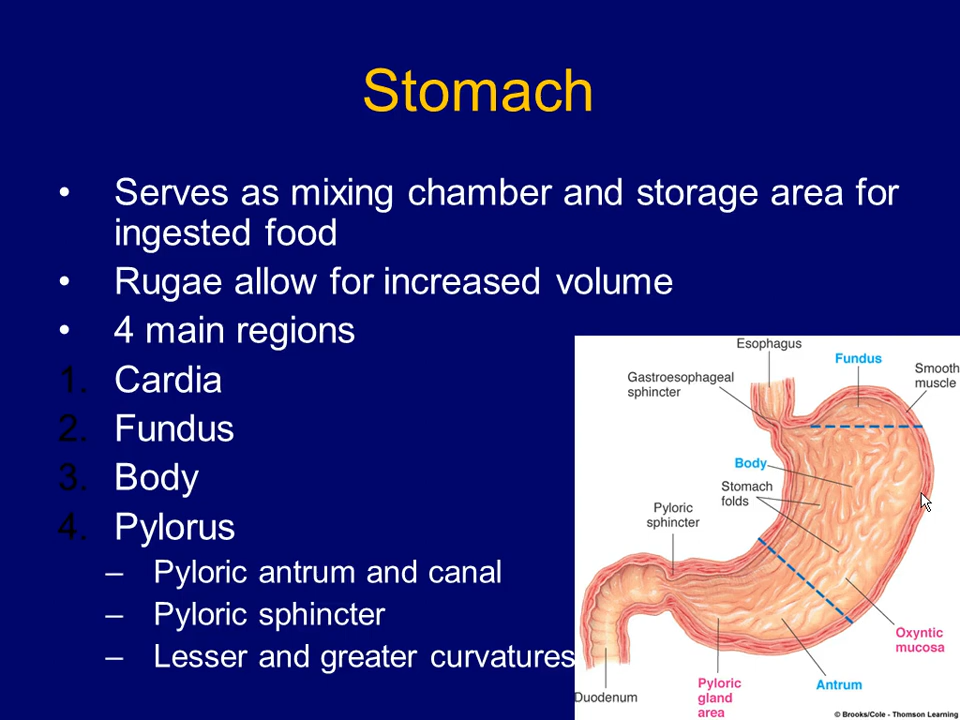 Stomach
• Serves as mixing chamber and storage area for
ingested food
• Rugae allow for increased volume
• 4 main regions
1. Cardia
2. Fundus
3. Body
4. Pylorus
– Pyloric antrum and canal
– Pyloric sphincter
– Lesser and greater curvatures
Esophagus
Fundus
Smooth
muscle
Gastroesophageal
sphincter
Body
Stomach
folds
Pyloric
sphincter
Oxyntic
mucosa
Antrum
Pyloric
gland
area
Duodenum
© Brooks/Cole - Thomson Learning